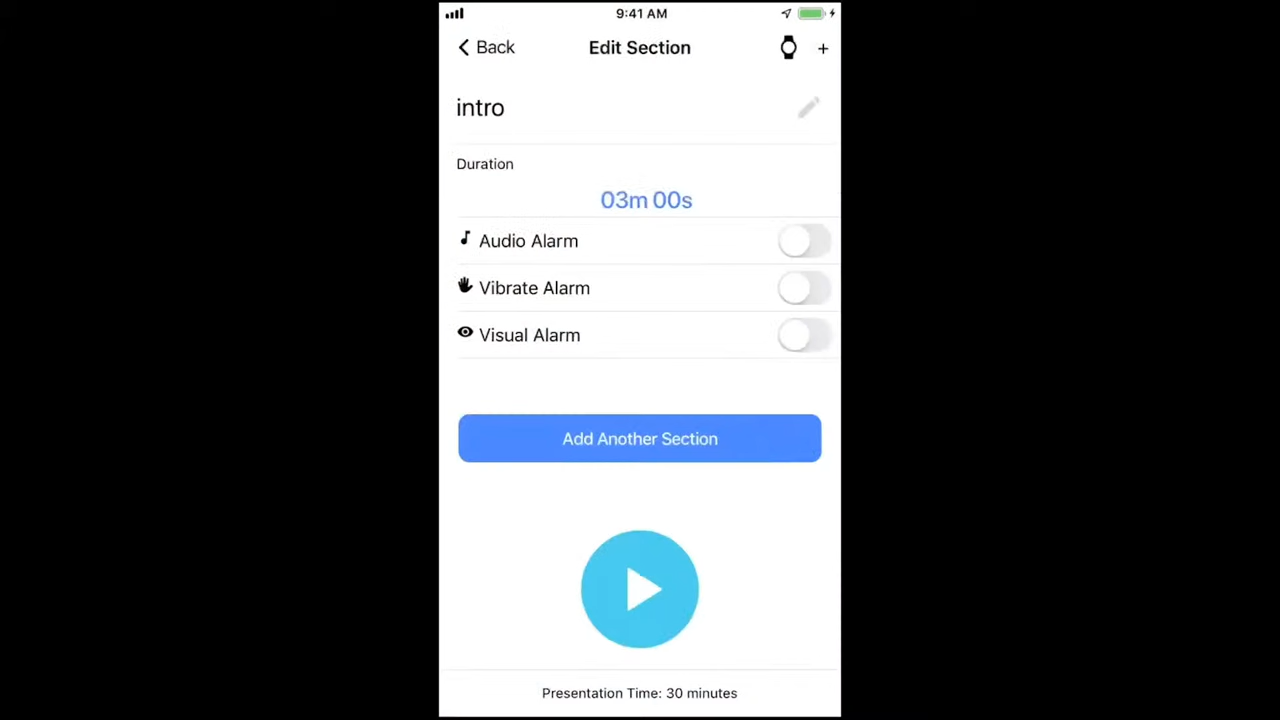 9:41 AM
Back
Edit Section
+
intro
Duration
03m 00s
Audio Alarm
Vibrate Alarm
Visual Alarm
Add Another Section
Presentation Time: 30 minutes